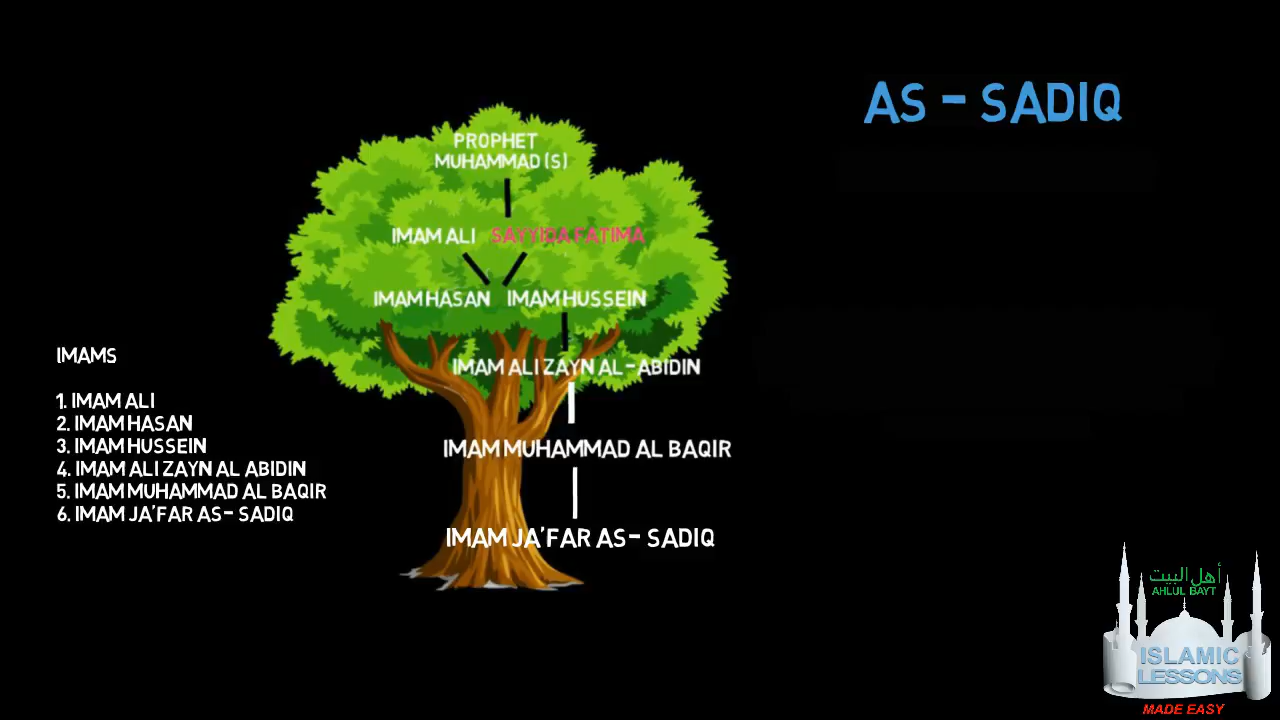 AS - SADIQ
PROPHET
MUHAMMAD (S)
IMAM ALI SAYYIDA FATIMA
IMAM HASAN IMAM HUSSEIN
IMAM ALI ZAYN AL-ABIDIN
IMAM MUHAMMAD AL BAQIR
IMAM JA'FAR AS- SADIQ
IMAMS
1. IMAM ALI
2. IMAM HASAN
3. IMAM HUSSEIN
4. IMAM ALI ZAYN AL ABIDIN
5. IMAM MUHAMMAD AL BAQIR
6. IMAM JA'FAR AS- SADIQ
أهل البيت
AHLUL BAYT
ISLAMIC
LESSONS
MADE EASY